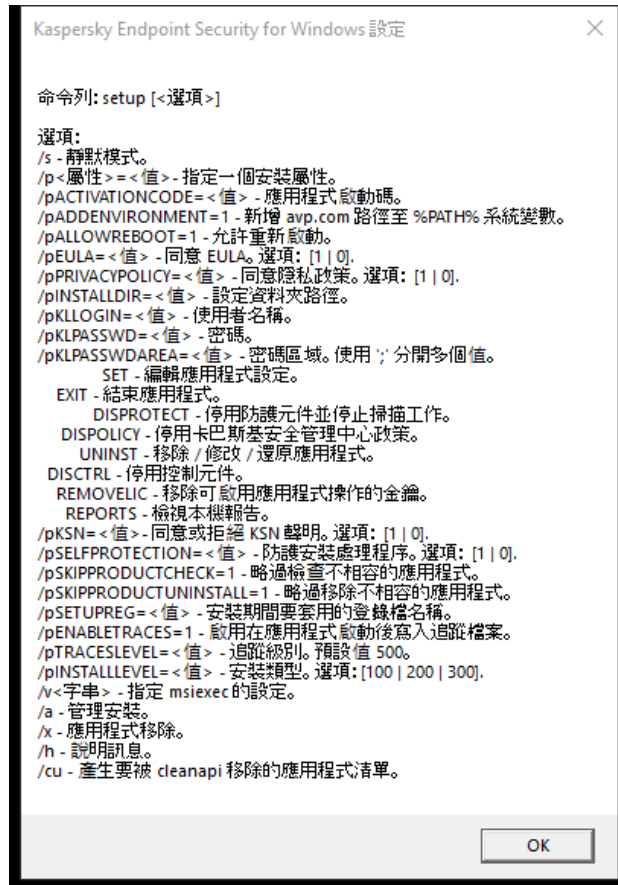 Kaspersky Endpoint Security for Windows 設定
命令列: setup [<選項>]
選項:
/s - 靜默模式。
/p<屬性>=<值> - 指定一個安裝屬性。
/pACTIVATIONCODE=<值> - 應用程式啟動碼。
/pADDENVIRONMENT=1 - 新增 avp.com 路徑至 %PATH% 系統變數。
/pALLOWREBOOT=1 - 允許重新啟動。
/pEULA=<值> - 同意 EULA。選項: [1 | 0].
/pPRIVACYPOLICY=<值> - 同意隱私政策。選項: [1 | 0].
/pINSTALLDIR=<值> - 設定資料夾路徑。
/pKLLOGIN=<值> - 使用者名稱。
/pKLPASSWD=<值> - 密碼。
/pKLPASSWDAREA=<值> - 密碼區域。使用 ';' 分開多個值。
SET - 編輯應用程式設定。
EXIT - 結束應用程式。
DISPROTECT - 停用防護元件並停止掃描工作。
DISPOLICY - 停用卡巴斯基安全管理中心政策。
UNINST - 移除 / 修改 / 還原應用程式。
DISCTRL - 停用控制元件。
REMOVELIC - 移除可啟用應用程式操作的金鑰。
REPORTS - 檢視本機報告。
/pKSN=<值> - 同意或拒絕 KSN 聲明。選項: [1 | 0].
/pSELFPROTECTION=<值> - 防護安裝處理程序。選項: [1 | 0].
/pSKIPPRODUCTCHECK=1 - 略過檢查不相容的應用程式。
/pSKIPPRODUCTUNINSTALL=1 - 略過移除不相容的應用程式。
/pSETUPREG=<值> - 安裝期間要套用的登錄檔名稱。
/pENABLETRACES=1 - 啟用在應用程式啟動後寫入追蹤檔案。
/pTRACESLEVEL=<值> - 追蹤級別。預設值 500。
/pINSTALLLEVEL=<值> - 安裝類型。選項: [100 | 200 | 300].
/v<字串> - 指定 msiexec 的設定。
/a - 管理安裝。
/x - 應用程式移除。
/h - 說明訊息。
/cu - 產生要被 cleanapi 移除的應用程式清單。
OK